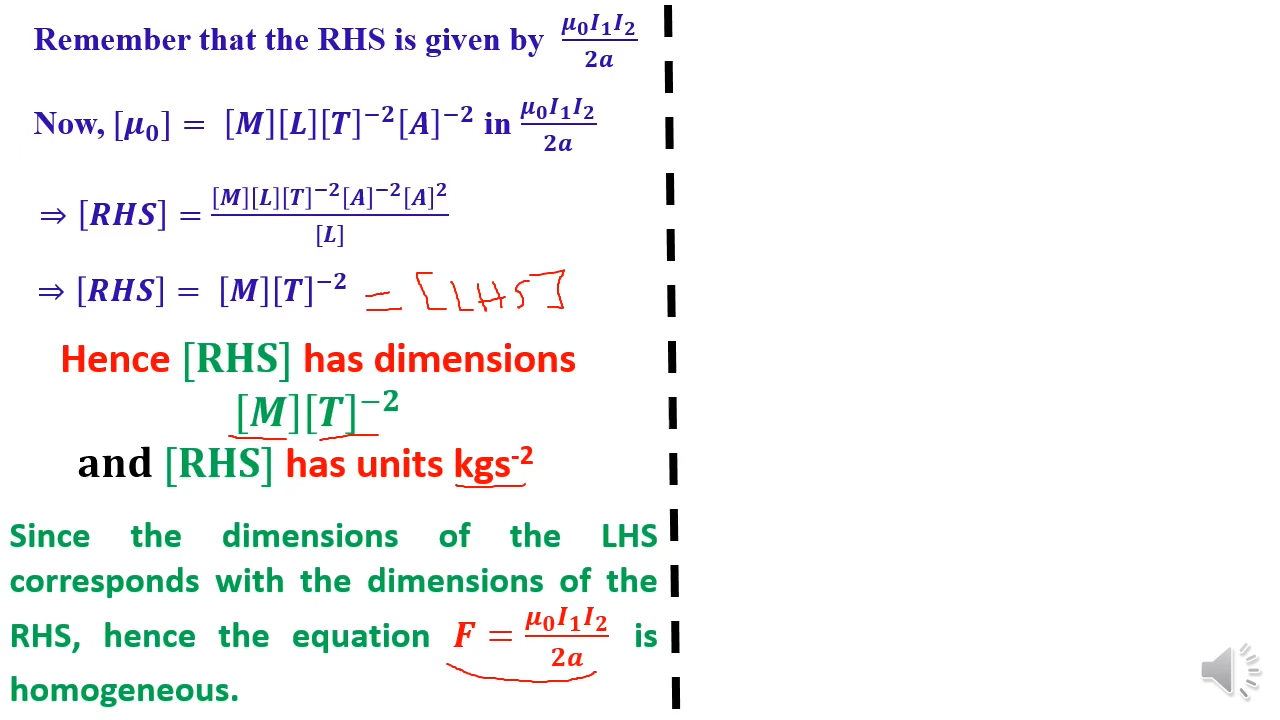 Remember that the RHS is given by μ₀I₁I₂/2a
Now, [μ₀] = [M][L][T]⁻²[A]⁻² in μ₀I₁I₂/2a
⇒ [RHS] = [M][L][T]⁻²[A]⁻²[A]²/[L]
⇒ [RHS] = [M][T]⁻² = [LHS]
Hence [RHS] has dimensions
[M][T]⁻²
and [RHS] has units kgs⁻²
Since the dimensions of the LHS
corresponds with the dimensions of the
RHS, hence the equation F = μ₀I₁I₂/2a is
homogeneous.